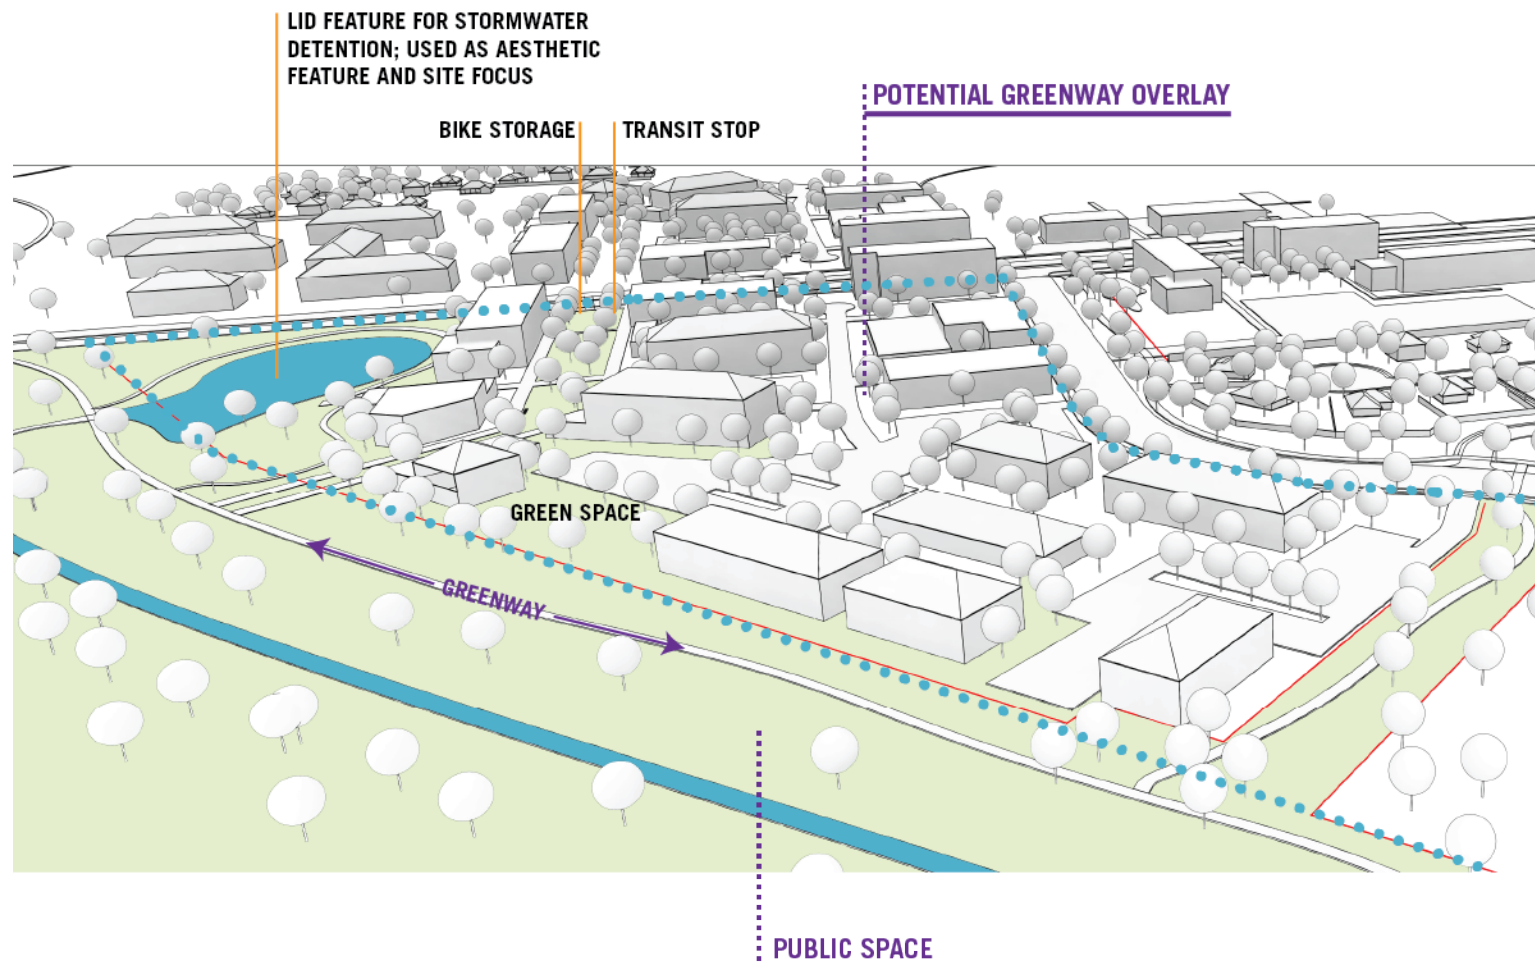 LID FEATURE FOR STORMWATER
DETENTION; USED AS AESTHETIC
FEATURE AND SITE FOCUS
POTENTIAL GREENWAY OVERLAY
BIKE STORAGE
TRANSIT STOP
GREEN SPACE
GREENWAY
PUBLIC SPACE